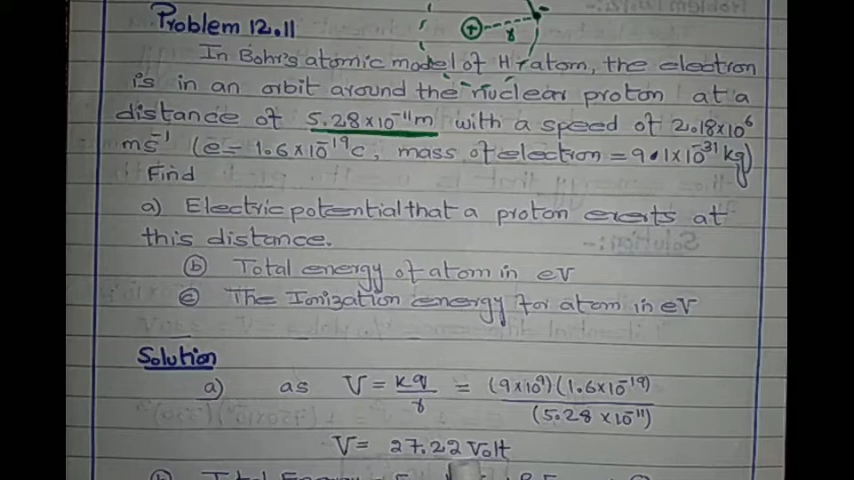 Problem 12.11
In Bohr's atomic model of H-atom, the electron
is in an orbit around the nuclear proton at a
distance of 5.28×10⁻¹¹m with a speed of 2.18×10⁶
ms⁻¹ (e = 1.6×10⁻¹⁹c, mass of electron = 9.1×10⁻³¹kg)
Find
a) Electric potential that a proton exerts at
this distance.
ⓑ Total energy of atom in eV
ⓒ The Ionization energy for atom in eV
Solution
a) as V = kq/r = (9×10⁹)(1.6×10⁻¹⁹)/(5.28×10⁻¹¹)
V = 27.22 Volt